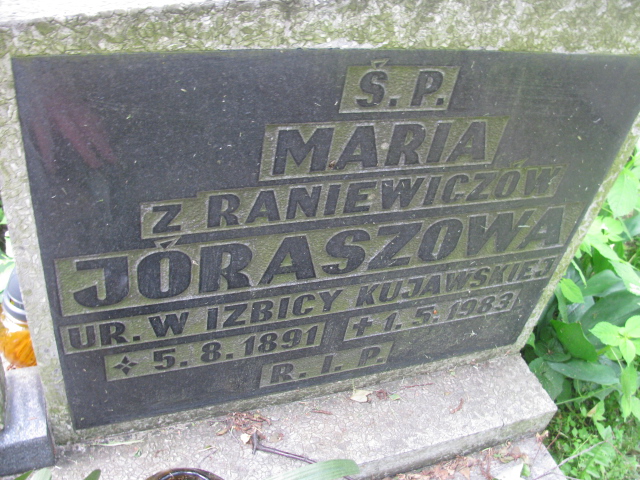 Ś. P.
MARIA
Z RANIEWICZÓW
JÓRASZOWA
UR. W IZBICY KUJAWSKIEJ
✦ 5. 8. 1891 ✝ 1. 5. 1983
R. I. P.